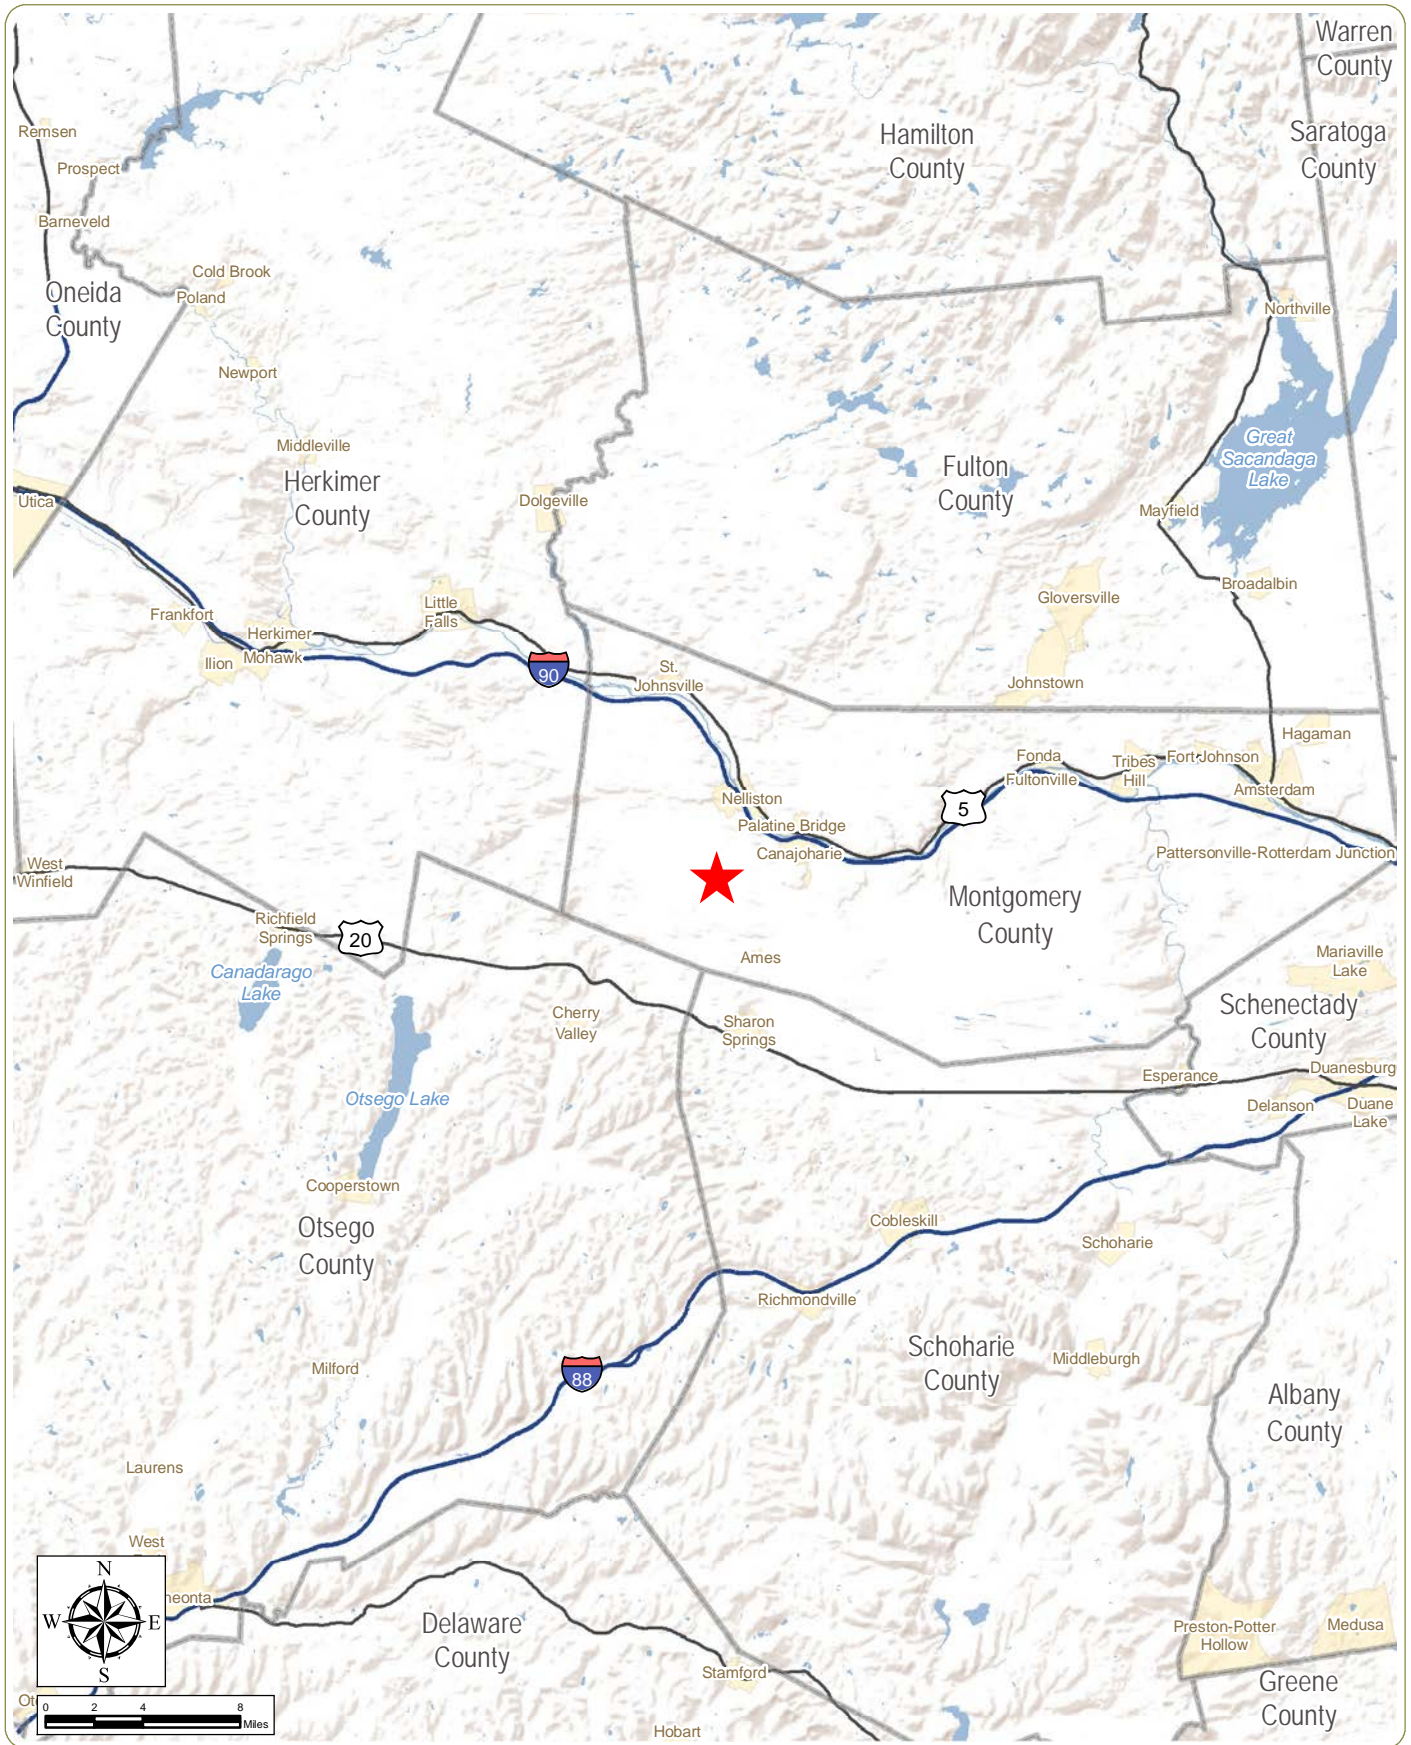 Warren
County
Remsen
Hamilton
County
Saratoga
County
Prospect
Barneveld
Cold Brook
Poland
Oneida
County
Northville
Newport
Great
Sacandaga
Lake
Middleville
Herkimer
County
Fulton
County
Utica
Dolgeville
Mayfield
Broadalbin
Gloversville
Little
Falls
Frankfort
Herkimer
Ilion
Mohawk
90
St.
Johnsville
Johnstown
Hagaman
Fonda
Fultonville
Tribes
Hill
Fort Johnson
Amsterdam
Nelliston
5
Palatine Bridge
Canajoharie
Pattersonville-Rotterdam Junction
West
Winfield
Montgomery
County
Richfield
Springs
20
Ames
Mariaville
Lake
Canadarago
Lake
Cherry
Valley
Sharon
Springs
Schenectady
County
Esperance
Duanesburg
Otsego Lake
Delanson
Duane
Lake
Cooperstown
Otsego
County
Cobleskill
Schoharie
Richmondville
Schoharie
County
Middleburgh
Milford
88
Albany
County
Laurens
West
N
W
E
S
neonta
Delaware
County
Preston-Potter
Hollow
Medusa
Stamford
Greene
County
Ot
0 2 4 8
Miles
Hobart